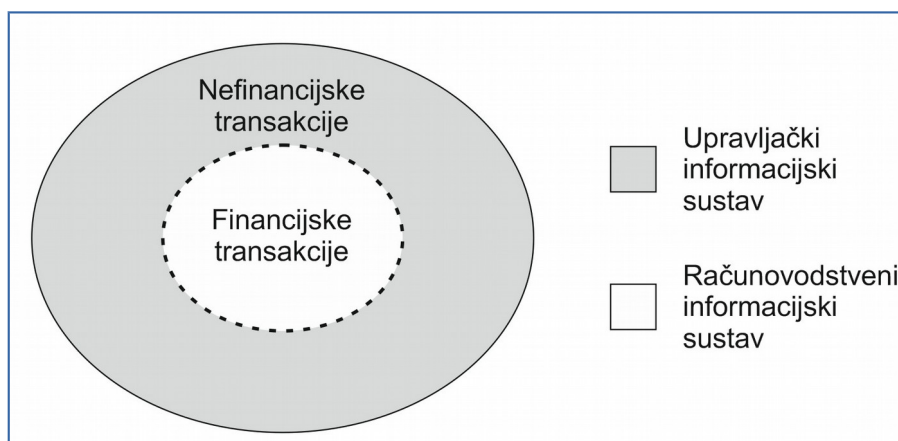 Nefinancijske
transakcije
Financijske
transakcije
Upravljački
informacijski
sustav
Računovodstveni
informacijski
sustav